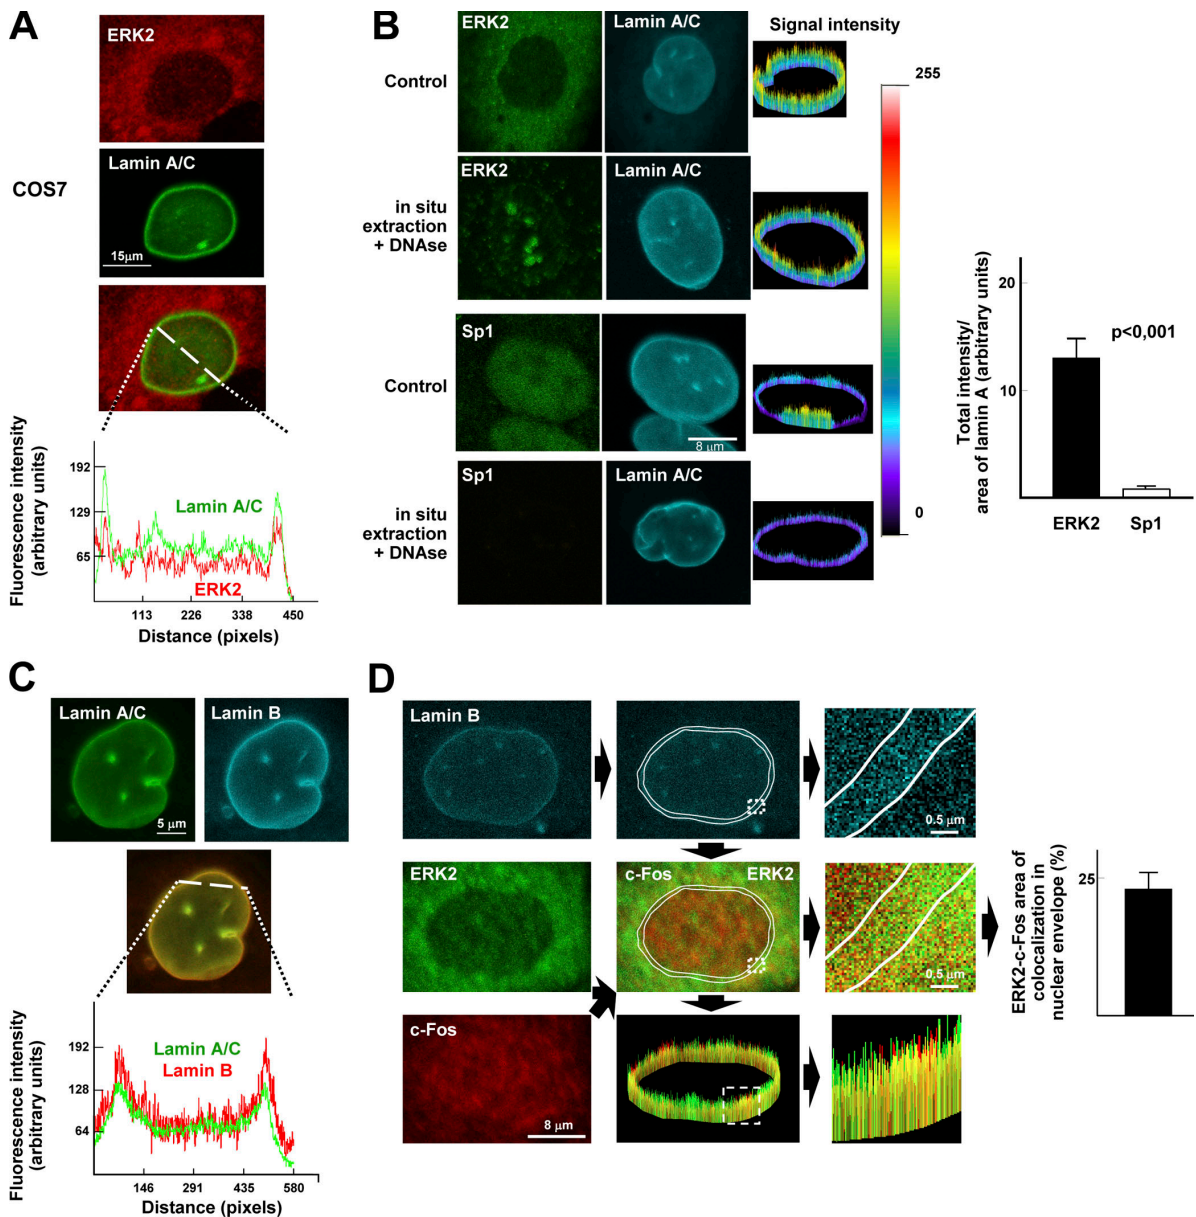 A
ERK2
COS7
Lamin A/C
15μm
Fluorescence intensity
(arbitrary units)
192
129
65
Lamin A/C
ERK2
113
226
338
450
Distance (pixels)
B
ERK2
Lamin A/C
Signal intensity
Control
255
ERK2
Lamin A/C
in situ
extraction
+ DNAse
Sp1
Control
8 μm
Sp1
Lamin A/C
in situ
extraction
+ DNAse
0
Total intensity/
area of lamin A (arbitrary units)
20
10
p<0,001
ERK2
Sp1
C
Lamin A/C
Lamin B
5 μm
Fluorescence intensity
(arbitrary units)
192
128
64
Lamin A/C
Lamin B
146
291
435
580
Distance (pixels)
D
Lamin B
0.5 μm
ERK2
c-Fos
ERK2
0.5 μm
c-Fos
8 μm
ERK2-c-Fos area of
colocalization in
nuclear envelope (%)
25